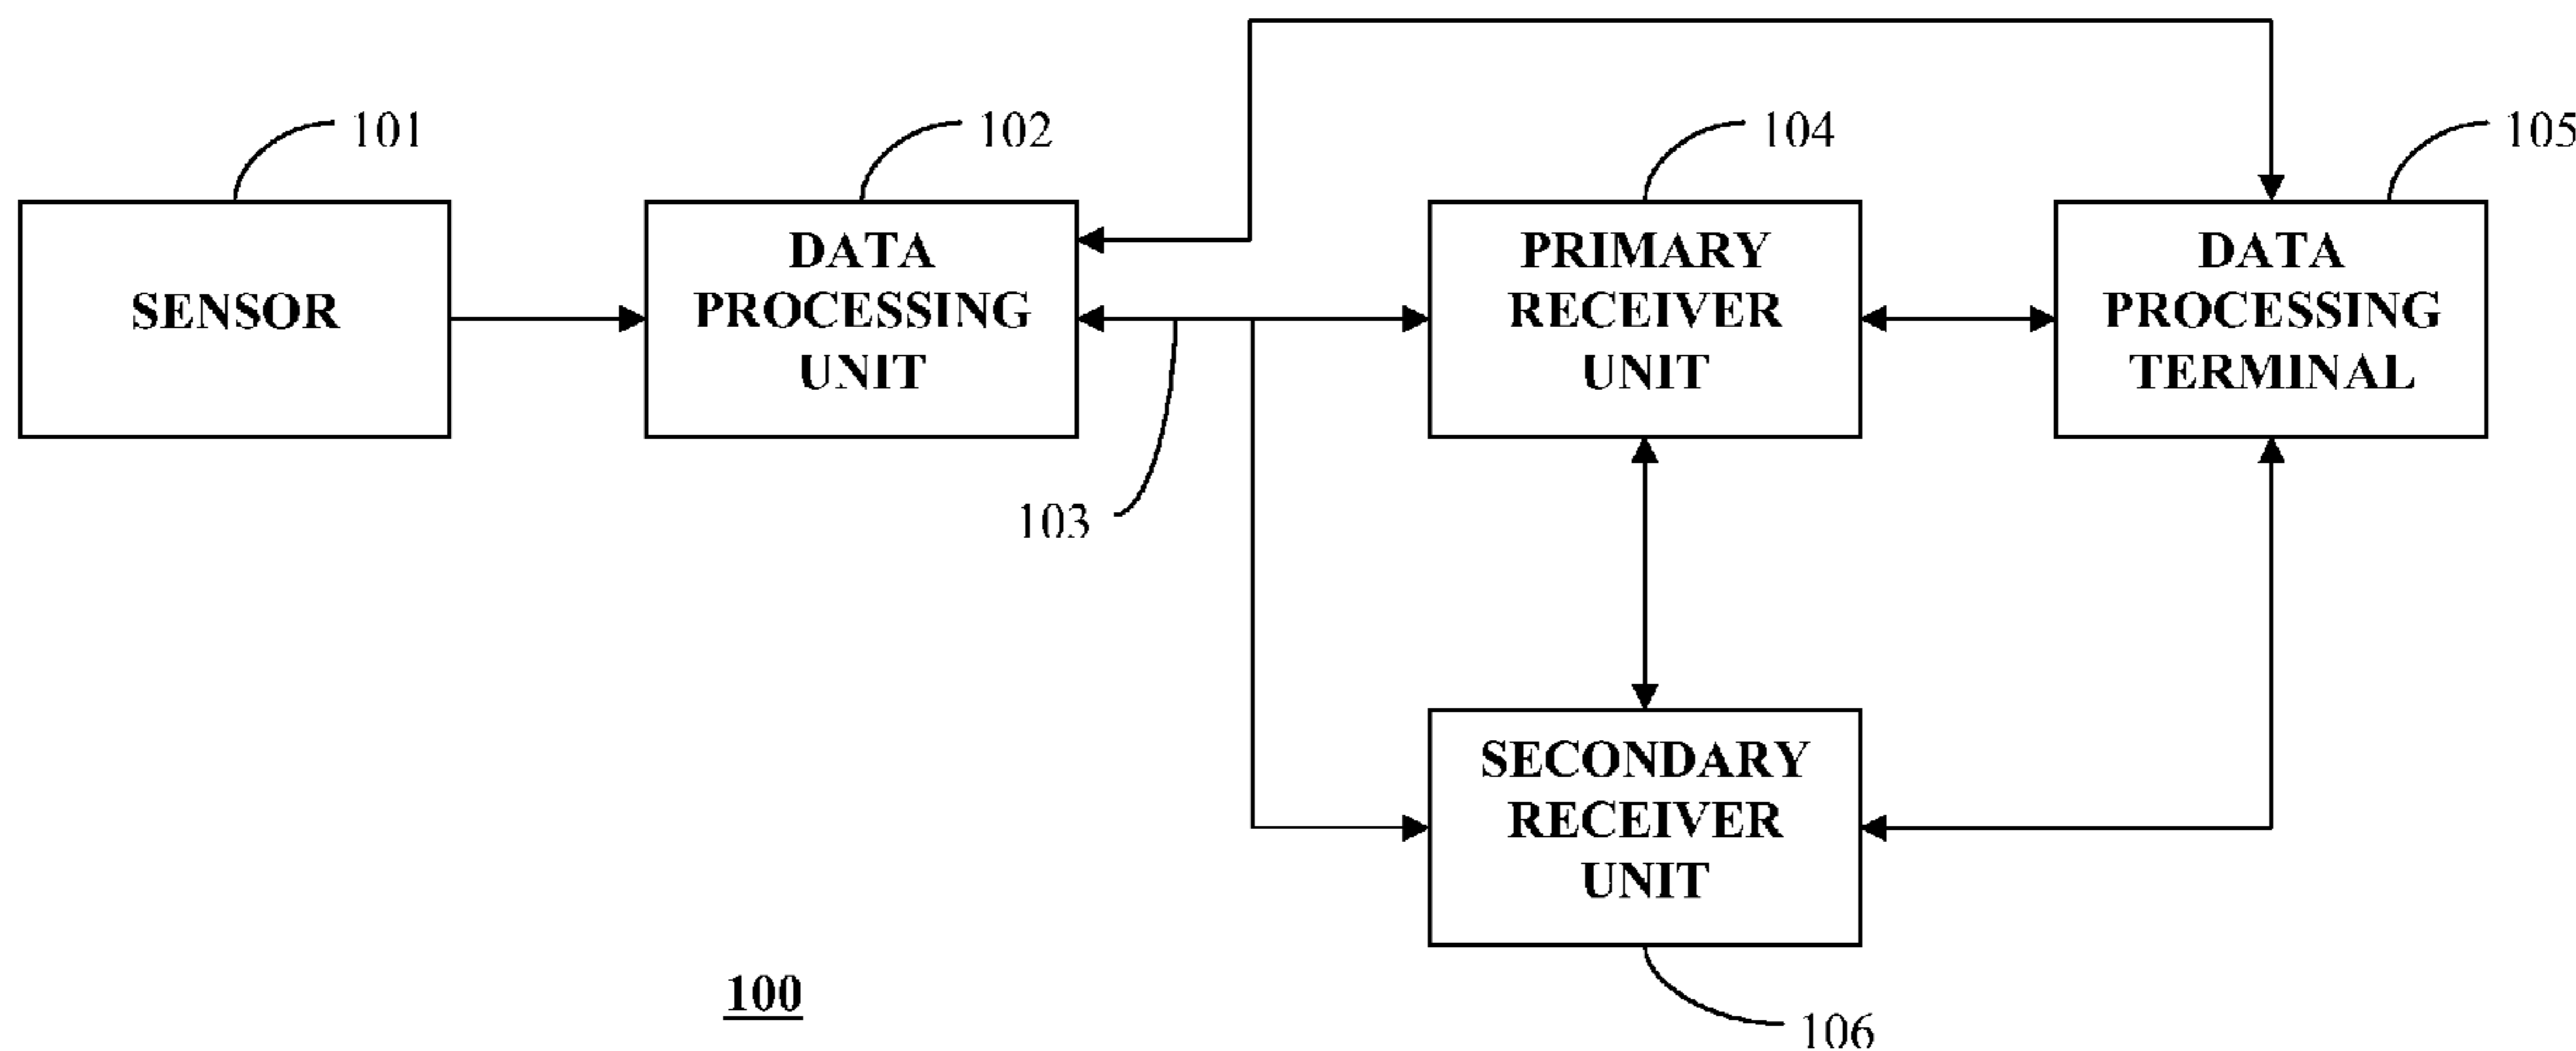 101
102
104
105
SENSOR
DATA
PROCESSING
UNIT
PRIMARY
RECEIVER
UNIT
DATA
PROCESSING
TERMINAL
103
SECONDARY
RECEIVER
UNIT
100
106